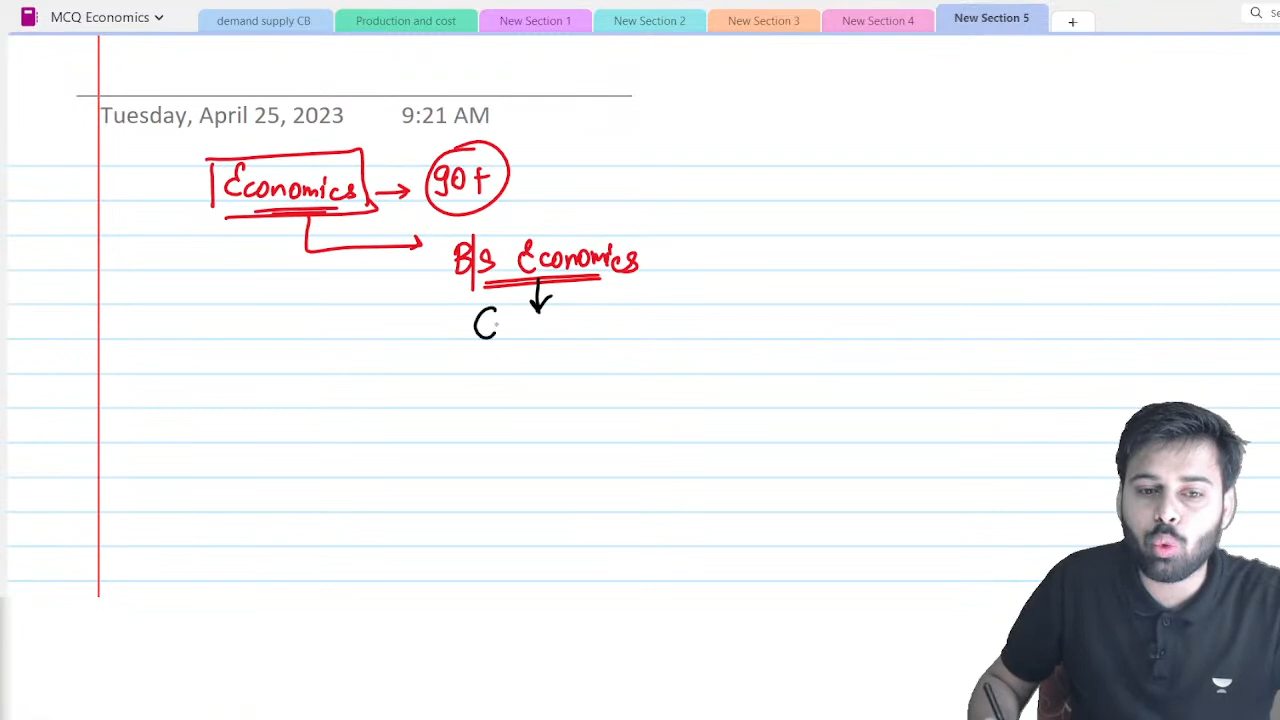 MCQ Economics
demand supply CB
Production and cost
New Section 1
New Section 2
New Section 3
New Section 4
New Section 5
+
Tuesday, April 25, 2023 9:21 AM
Economics → 90+
B|s Economics
C